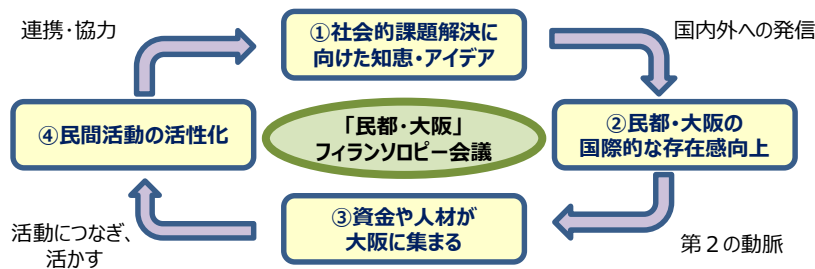 連携・協力
①社会的課題解決に
向けた知恵・アイデア
国内外への発信
④民間活動の活性化
「民都・大阪」
フィランソロピー会議
②民都・大阪の
国際的な存在感向上
活動につなぎ、
活かす
③資金や人材が
大阪に集まる
第２の動脈